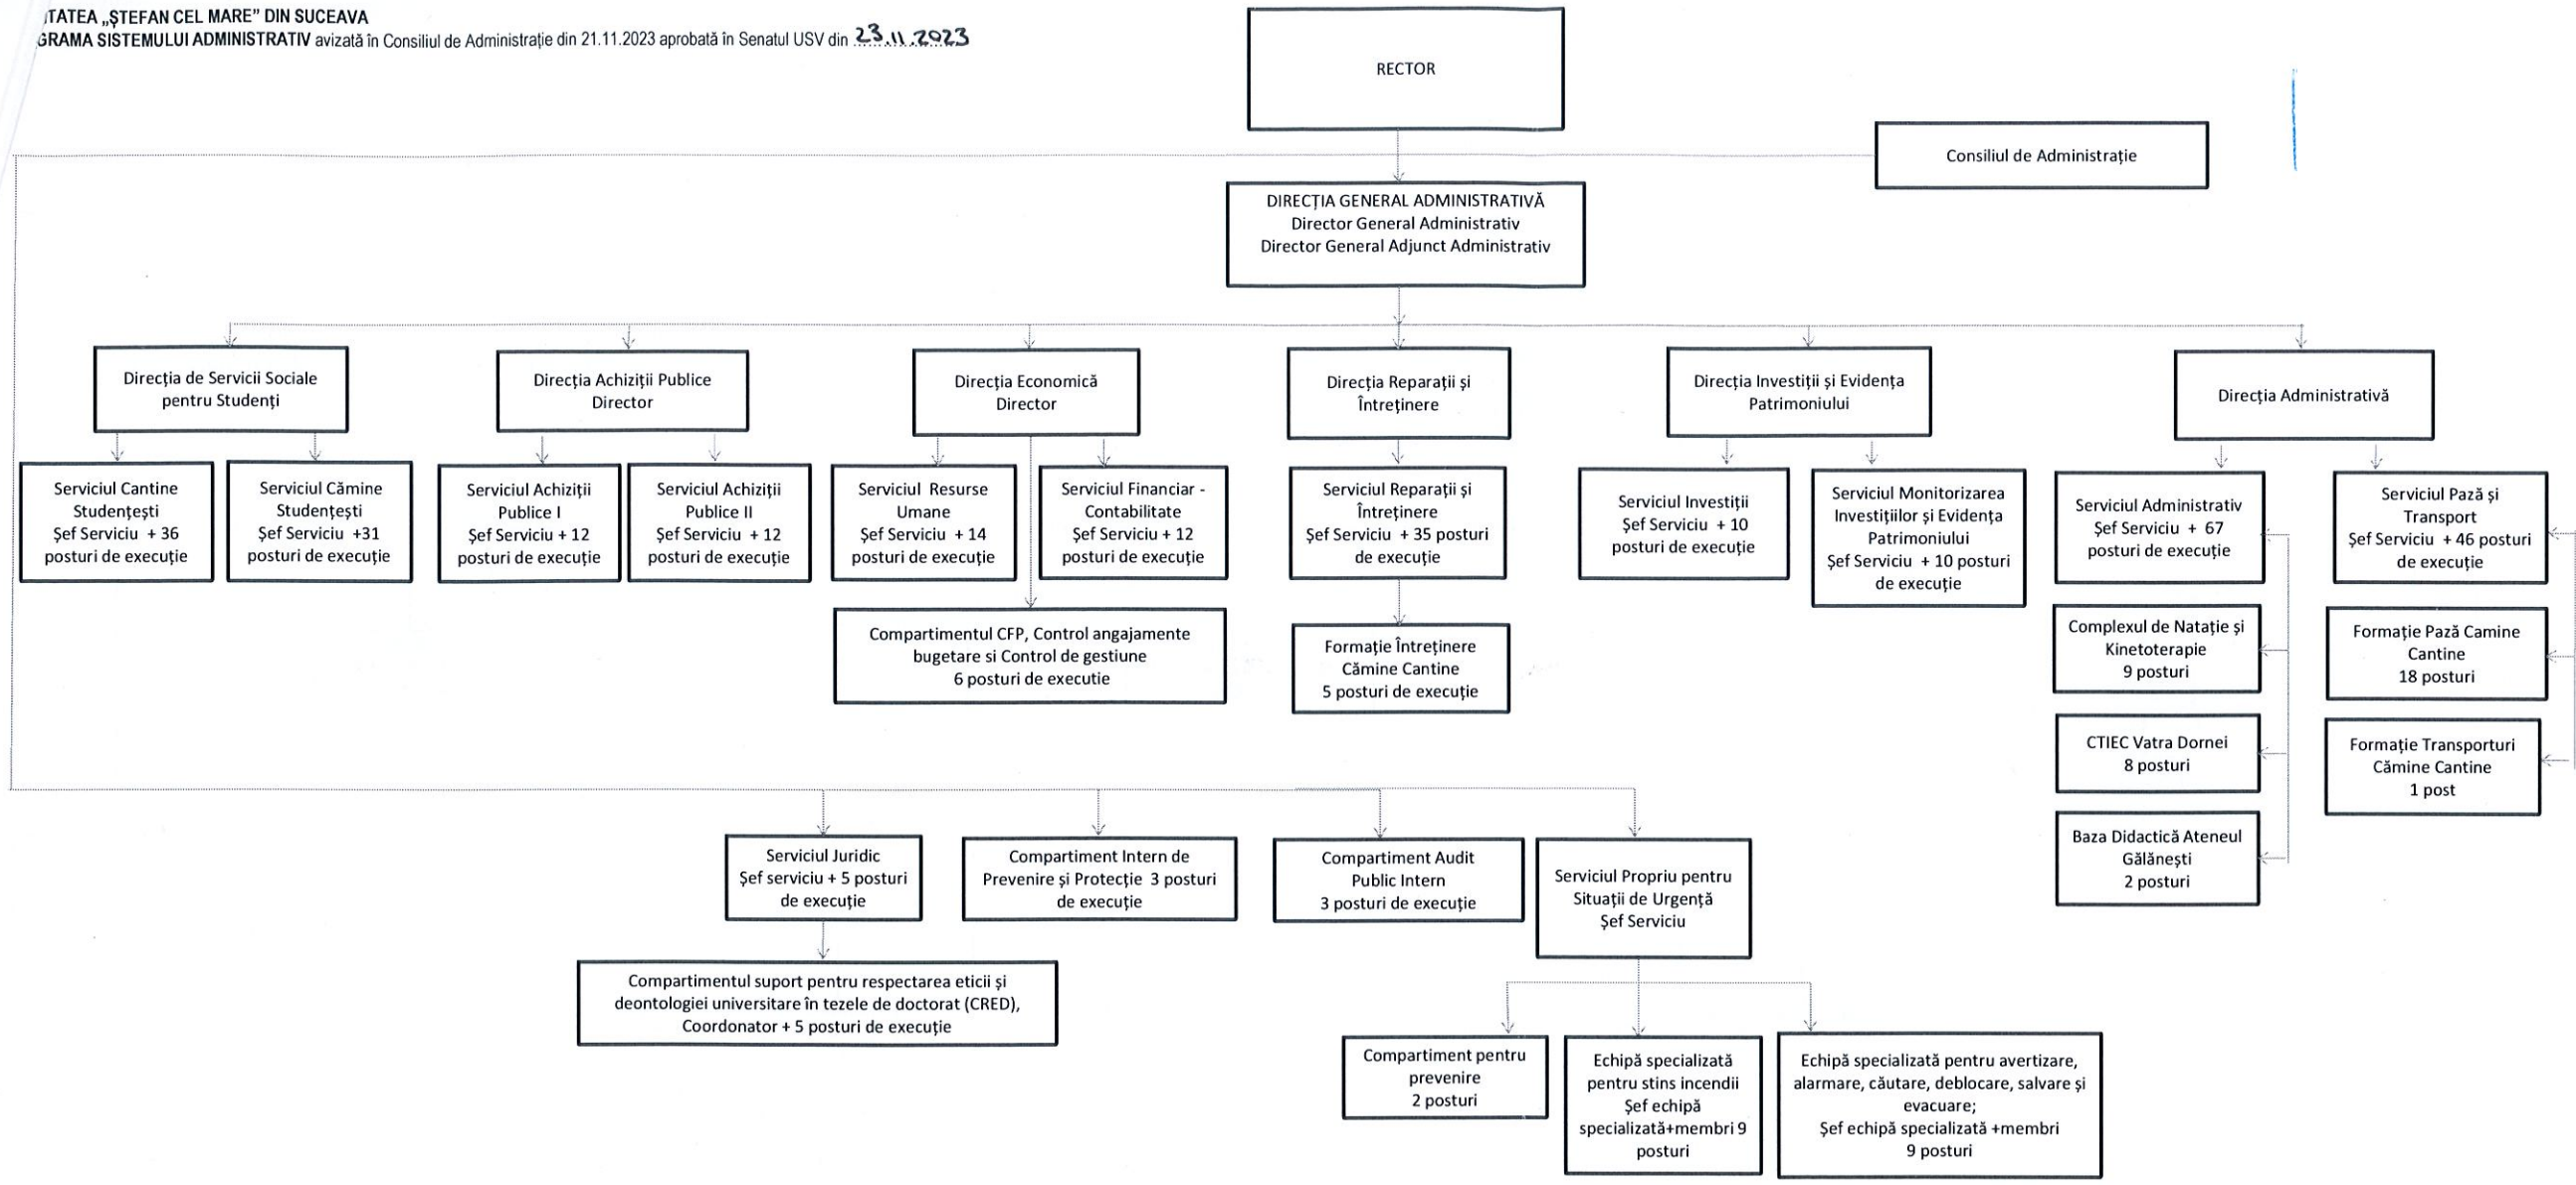 TATEA „ȘTEFAN CEL MARE” DIN SUCEAVA
GRAMA SISTEMULUI ADMINISTRATIV avizată în Consiliul de Administrație din 21.11.2023 aprobată în Senatul USV din 23.11.2023
RECTOR
Consiliul de Administrație
DIRECȚIA GENERAL ADMINISTRATIVĂ
Director General Administrativ
Director General Adjunct Administrativ
Direcția de Servicii Sociale
pentru Studenți
Direcția Achiziții Publice
Director
Direcția Economică
Director
Direcția Reparații și
Întreținere
Direcția Investiții și Evidența
Patrimoniului
Direcția Administrativă
Serviciul Cantine
Studențești
Șef Serviciu + 36
posturi de execuție
Serviciul Cămine
Studențești
Șef Serviciu +31
posturi de execuție
Serviciul Achiziții
Publice I
Șef Serviciu + 12
posturi de execuție
Serviciul Achiziții
Publice II
Șef Serviciu + 12
posturi de execuție
Serviciul Resurse
Umane
Șef Serviciu + 14
posturi de execuție
Serviciul Financiar -
Contabilitate
Șef Serviciu + 12
posturi de execuție
Serviciul Reparații și
Întreținere
Șef Serviciu + 35 posturi
de execuție
Serviciul Investiții
Șef Serviciu + 10
posturi de execuție
Serviciul Monitorizarea
Investițiilor și Evidența
Patrimoniului
Șef Serviciu + 10 posturi
de execuție
Serviciul Administrativ
Șef Serviciu + 67
posturi de execuție
Serviciul Pază și
Transport
Șef Serviciu + 46 posturi
de execuție
Compartimentul CFP, Control angajamente
bugetare si Control de gestiune
6 posturi de executie
Formație Întreținere
Cămine Cantine
5 posturi de execuție
Complexul de Natație și
Kinetoterapie
9 posturi
Formație Pază Camine
Cantine
18 posturi
CTIEC Vatra Dornei
8 posturi
Formație Transporturi
Cămine Cantine
1 post
Baza Didactică Ateneul
Gălănești
2 posturi
Serviciul Juridic
Șef serviciu + 5 posturi
de execuție
Compartiment Intern de
Prevenire și Protecție 3 posturi
de execuție
Compartiment Audit
Public Intern
3 posturi de execuție
Serviciul Propriu pentru
Situații de Urgență
Șef Serviciu
Compartimentul suport pentru respectarea eticii și
deontologiei universitare în tezele de doctorat (CRED),
Coordonator + 5 posturi de execuție
Compartiment pentru
prevenire
2 posturi
Echipă specializată
pentru stins incendii
Șef echipă
specializată+membri 9
posturi
Echipă specializată pentru avertizare,
alarmare, căutare, deblocare, salvare și
evacuare;
Șef echipă specializată +membri
9 posturi